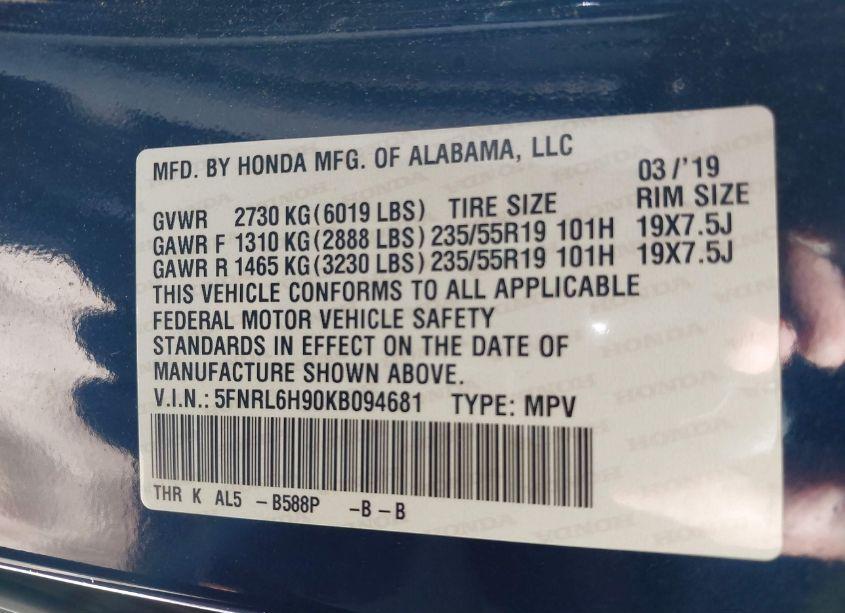 MFD. BY HONDA MFG. OF ALABAMA, LLC 03/'19
GVWR 2730 KG (6019 LBS) TIRE SIZE RIM SIZE
GAWR F 1310 KG (2888 LBS) 235/55R19 101H 19X7.5J
GAWR R 1465 KG (3230 LBS) 235/55R19 101H 19X7.5J
THIS VEHICLE CONFORMS TO ALL APPLICABLE
FEDERAL MOTOR VEHICLE SAFETY
STANDARDS IN EFFECT ON THE DATE OF
MANUFACTURE SHOWN ABOVE.
V.I.N.: 5FNRL6H90KB094681 TYPE: MPV
THR K AL5 -B588P -B-B